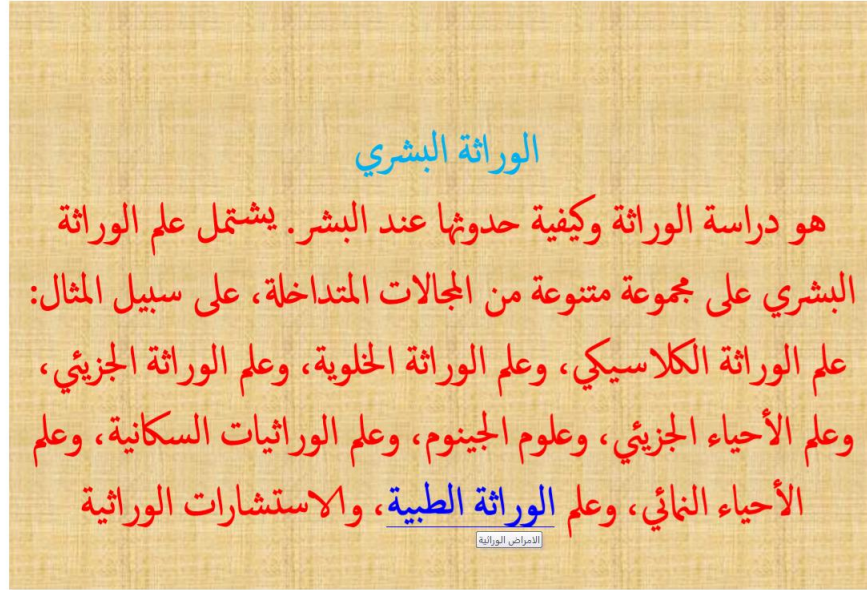 الوراثة البشري
هو دراسة الوراثة وكيفية حدوثها عند البشر. يشتمل علم الوراثة
البشري على مجموعة متنوعة من المجالات المتداخلة، على سبيل المثال:
علم الوراثة الكلاسيكي، وعلم الوراثة الخلوية، وعلم الوراثة الجزيئي،
وعلم الأحياء الجزيئي، وعلوم الجينوم، وعلم الوراثيات السكانية، وعلم
الأحياء النمائي، وعلم الوراثة الطبية، والاستشارات الوراثية
الامراض الوراثية